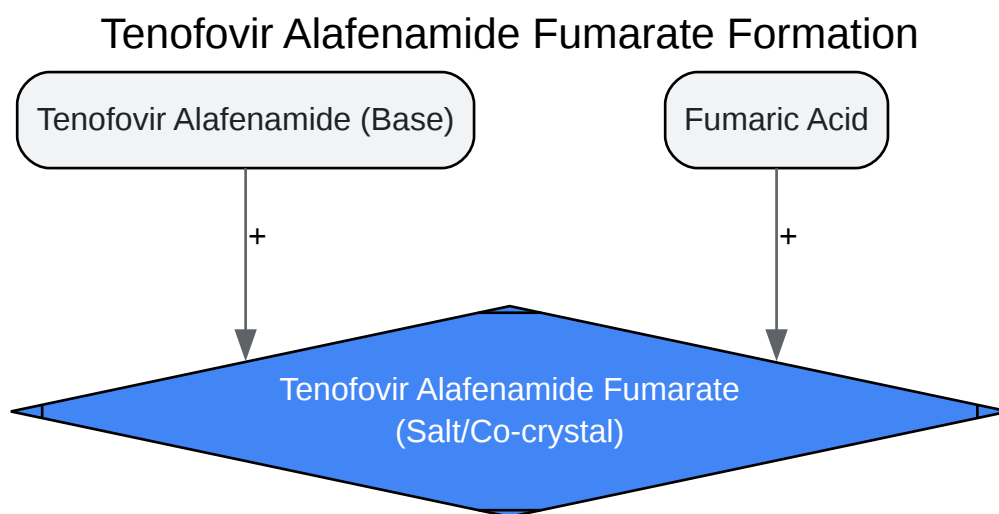 Tenofovir Alafenamide Fumarate Formation
Tenofovir Alafenamide (Base)
Fumaric Acid
+
+
Tenofovir Alafenamide Fumarate
(Salt/Co-crystal)